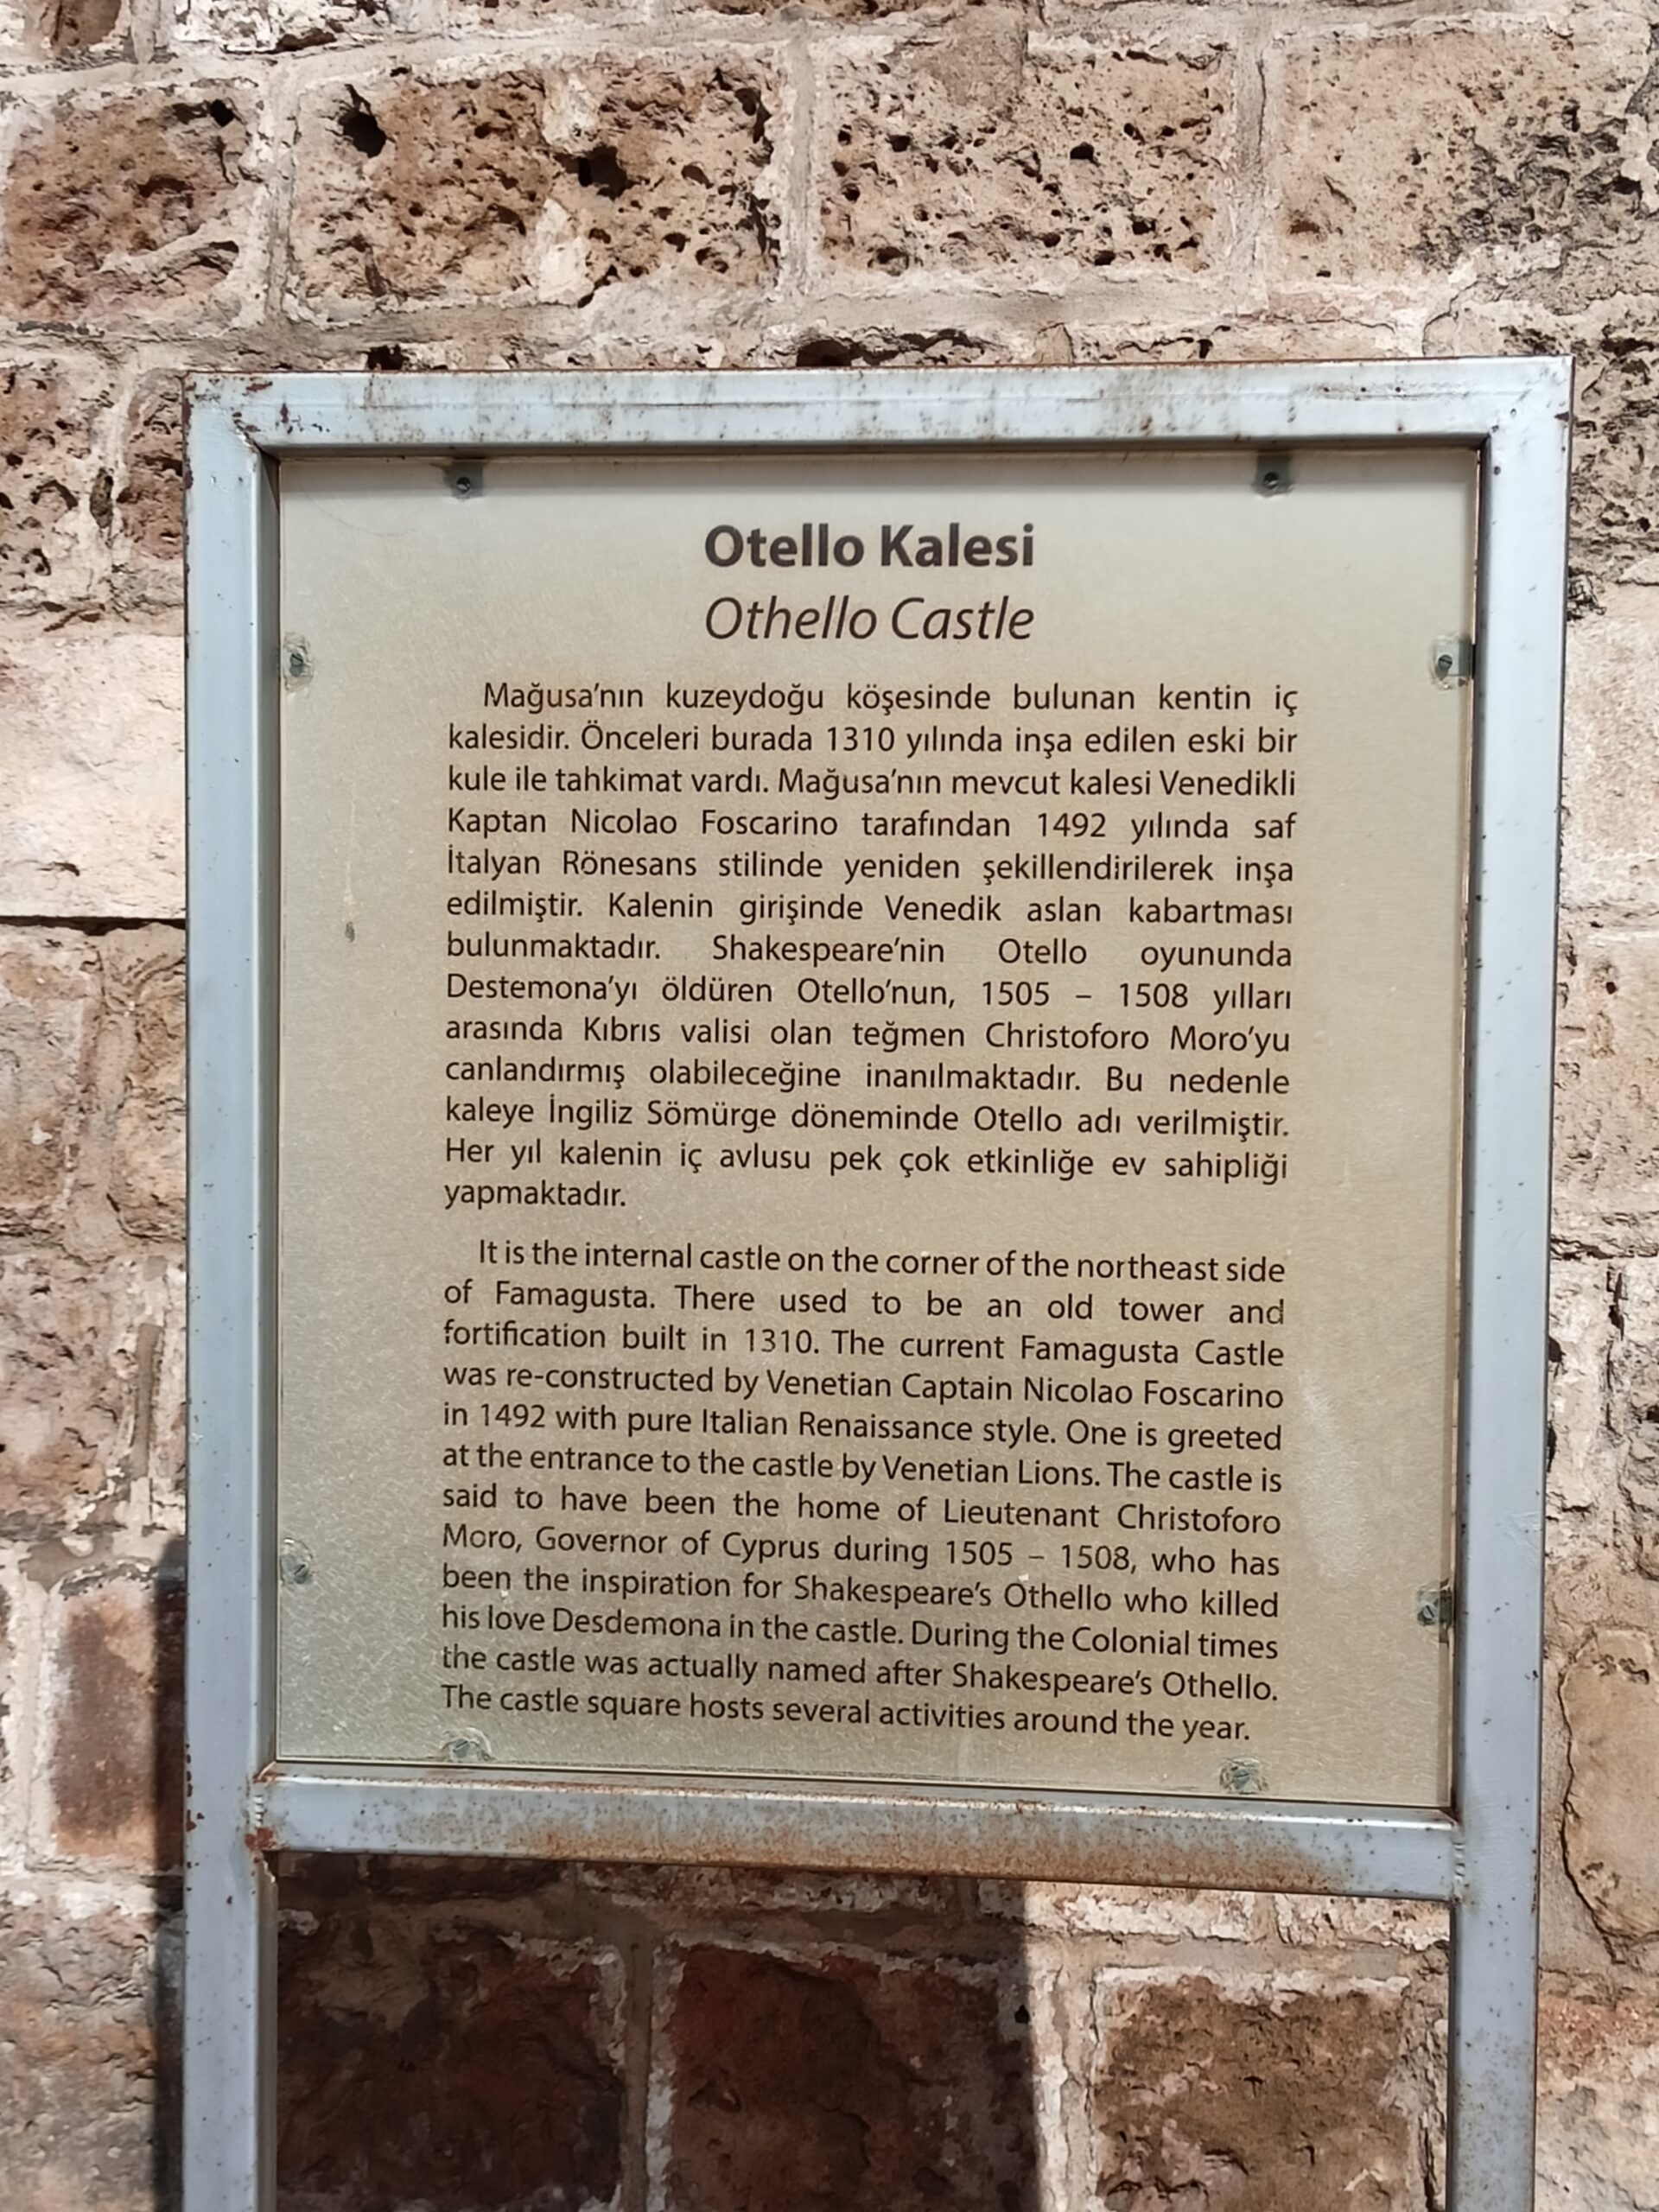 Otello Kalesi
Othello Castle
Mağusa'nın kuzeydoğu köşesinde bulunan kentin iç
kalesidir. Önceleri burada 1310 yılında inşa edilen eski bir
kule ile tahkimat vardı. Mağusa'nın mevcut kalesi Venedikli
Kaptan Nicolao Foscarino tarafından 1492 yılında saf
İtalyan Rönesans stilinde yeniden şekillendirilerek inşa
edilmiştir. Kalenin girişinde Venedik aslan kabartması
bulunmaktadır. Shakespeare'nin Otello oyununda
Destemona'yı öldüren Otello'nun, 1505 – 1508 yılları
arasında Kıbrıs valisi olan teğmen Christoforo Moro'yu
canlandırmış olabileceğine inanılmaktadır. Bu nedenle
kaleye İngiliz Sömürge döneminde Otello adı verilmiştir.
Her yıl kalenin iç avlusu pek çok etkinliğe ev sahipliği
yapmaktadır.
It is the internal castle on the corner of the northeast side
of Famagusta. There used to be an old tower and
fortification built in 1310. The current Famagusta Castle
was re-constructed by Venetian Captain Nicolao Foscarino
in 1492 with pure Italian Renaissance style. One is greeted
at the entrance to the castle by Venetian Lions. The castle is
said to have been the home of Lieutenant Christoforo
Moro, Governor of Cyprus during 1505 – 1508, who has
been the inspiration for Shakespeare's Othello who killed
his love Desdemona in the castle. During the Colonial times
the castle was actually named after Shakespeare's Othello.
The castle square hosts several activities around the year.